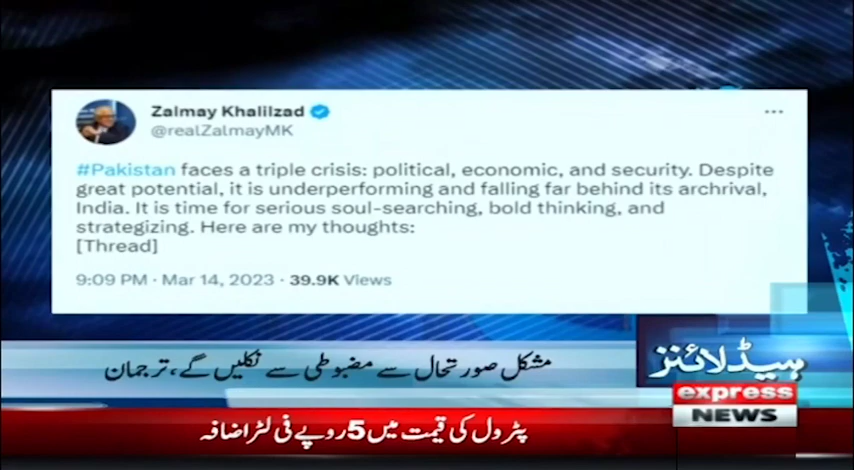 Zalmay Khalilzad
@realZalmayMK
#Pakistan faces a triple crisis: political, economic, and security. Despite
great potential, it is underperforming and falling far behind its archrival,
India. It is time for serious soul-searching, bold thinking, and
strategizing. Here are my thoughts:
[Thread]
9:09 PM · Mar 14, 2023 · 39.9K Views
مشکل صورتحال سے مضبوطی سے نکلیں گے، ترجمان
ہیڈلائنز
express
NEWS
پٹرول کی قیمت میں 5 روپے فی لٹر اضافہ